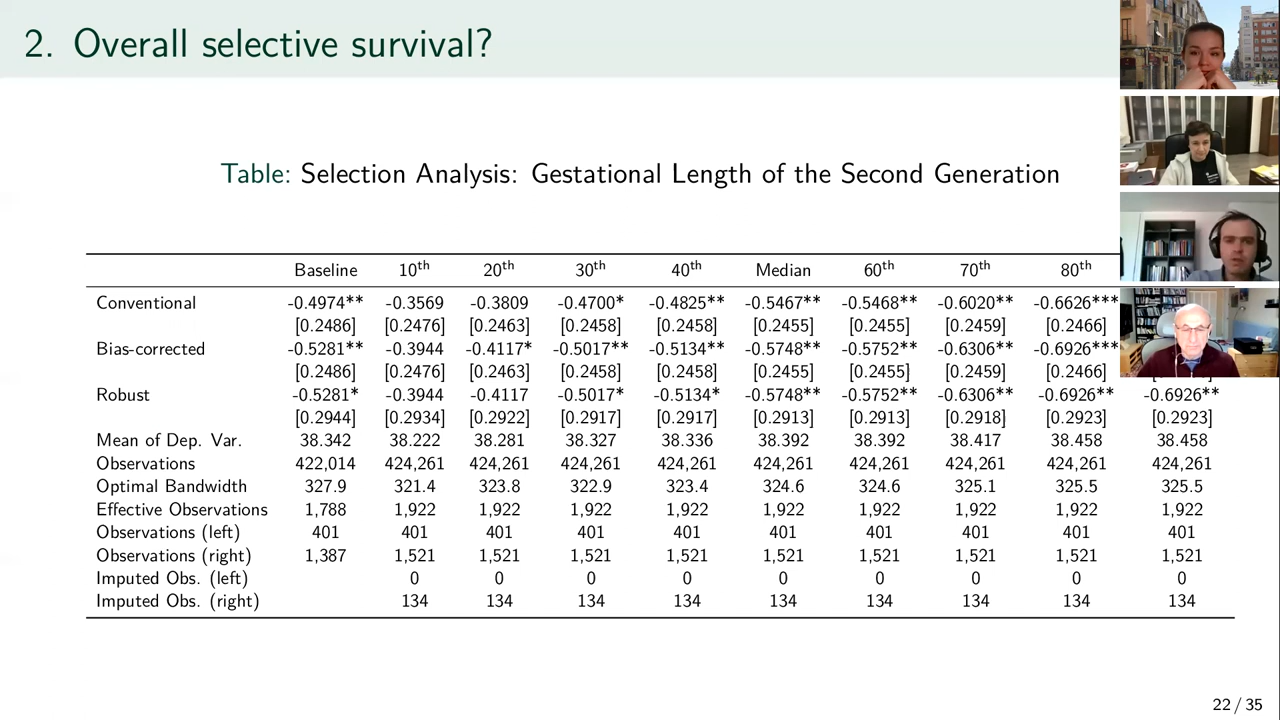 2. Overall selective survival?
Table: Selection Analysis: Gestational Length of the Second Generation
Baseline 10th 20th 30th 40th Median 60th 70th 80th
Conventional -0.4974** -0.3569 -0.3809 -0.4700* -0.4825** -0.5467** -0.5468** -0.6020** -0.6626***
[0.2486] [0.2476] [0.2463] [0.2458] [0.2458] [0.2455] [0.2455] [0.2459] [0.2466]
Bias-corrected -0.5281** -0.3944 -0.4117* -0.5017** -0.5134** -0.5748** -0.5752** -0.6306** -0.6926***
[0.2486] [0.2476] [0.2463] [0.2458] [0.2458] [0.2455] [0.2455] [0.2459] [0.2466]
Robust -0.5281* -0.3944 -0.4117 -0.5017* -0.5134* -0.5748** -0.5752** -0.6306** -0.6926** -0.6926**
[0.2944] [0.2934] [0.2922] [0.2917] [0.2917] [0.2913] [0.2913] [0.2918] [0.2923] [0.2923]
Mean of Dep. Var. 38.342 38.222 38.281 38.327 38.336 38.392 38.392 38.417 38.458 38.458
Observations 422,014 424,261 424,261 424,261 424,261 424,261 424,261 424,261 424,261 424,261
Optimal Bandwidth 327.9 321.4 323.8 322.9 323.4 324.6 324.6 325.1 325.5 325.5
Effective Observations 1,788 1,922 1,922 1,922 1,922 1,922 1,922 1,922 1,922 1,922
Observations (left) 401 401 401 401 401 401 401 401 401 401
Observations (right) 1,387 1,521 1,521 1,521 1,521 1,521 1,521 1,521 1,521 1,521
Imputed Obs. (left) 0 0 0 0 0 0 0 0 0
Imputed Obs. (right) 134 134 134 134 134 134 134 134 134
22 / 35